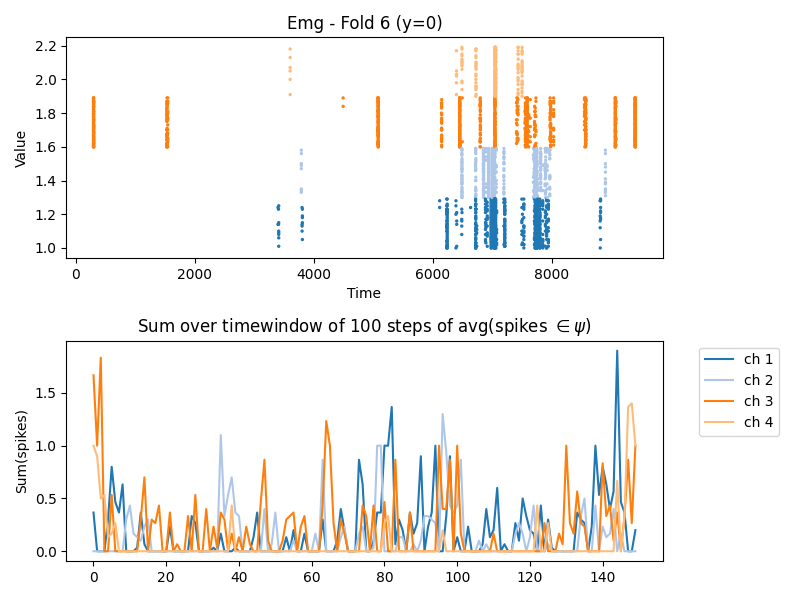 Emg - Fold 6 (y=0)
2.2
2.0
1.8
1.6
1.4
1.2
1.0
Value
0 2000 4000 6000 8000
Time
Sum over timewindow of 100 steps of avg(spikes ∈ ψ)
1.5
1.0
0.5
0.0
Sum(spikes)
0 20 40 60 80 100 120 140
ch 1
ch 2
ch 3
ch 4